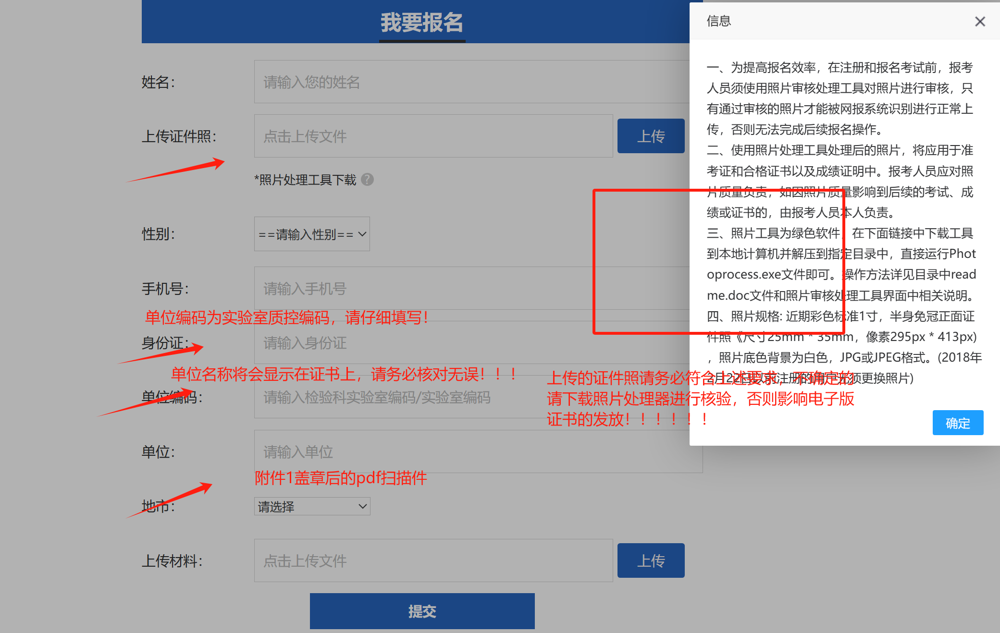 我要报名
姓名：
请输入您的姓名
上传证件照：
点击上传文件
上传
*照片处理工具下载 ?
性别：
==请输入性别==
手机号：
请输入手机号
单位编码为实验室质控编码，请仔细填写！
身份证：
请输入身份证
单位名称将会显示在证书上，请务必核对无误！！！
单位编码：
请输入检验科实验室编码/实验室编码
单位：
请输入单位
附件1盖章后的pdf扫描件
地市：
请选择
上传材料：
点击上传文件
上传
提交
信息
一、为提高报名效率，在注册和报名考试前，报考
人员须使用照片审核处理工具对照片进行审核，只
有通过审核的照片才能被网报系统识别进行正常上
传，否则无法完成后续报名操作。
二、使用照片处理工具处理后的照片，将应用于准
考证和合格证书以及成绩证明中。报考人员应对照
片质量负责，如因照片质量影响到后续的考试、成
绩或证书的，由报考人员本人负责。
三、照片工具为绿色软件，在下面链接中下载工具
到本地计算机并解压到指定目录中，直接运行Phot
oprocess.exe文件即可。操作方法详见目录中read
me.doc文件和照片审核处理工具界面中相关说明。
四、照片规格: 近期彩色标准1寸，半身免冠正面证
件照《尺寸25mm * 35mm，像素295px * 413px)
，照片底色背景为白色，JPG或JPEG格式。(2018年
2月22日以前注册的 须更换照片)
上传的证件照请务必符合上述要求，不确定的
请下载照片处理器进行核验，否则影响电子版
证书的发放！！！！！！
确定